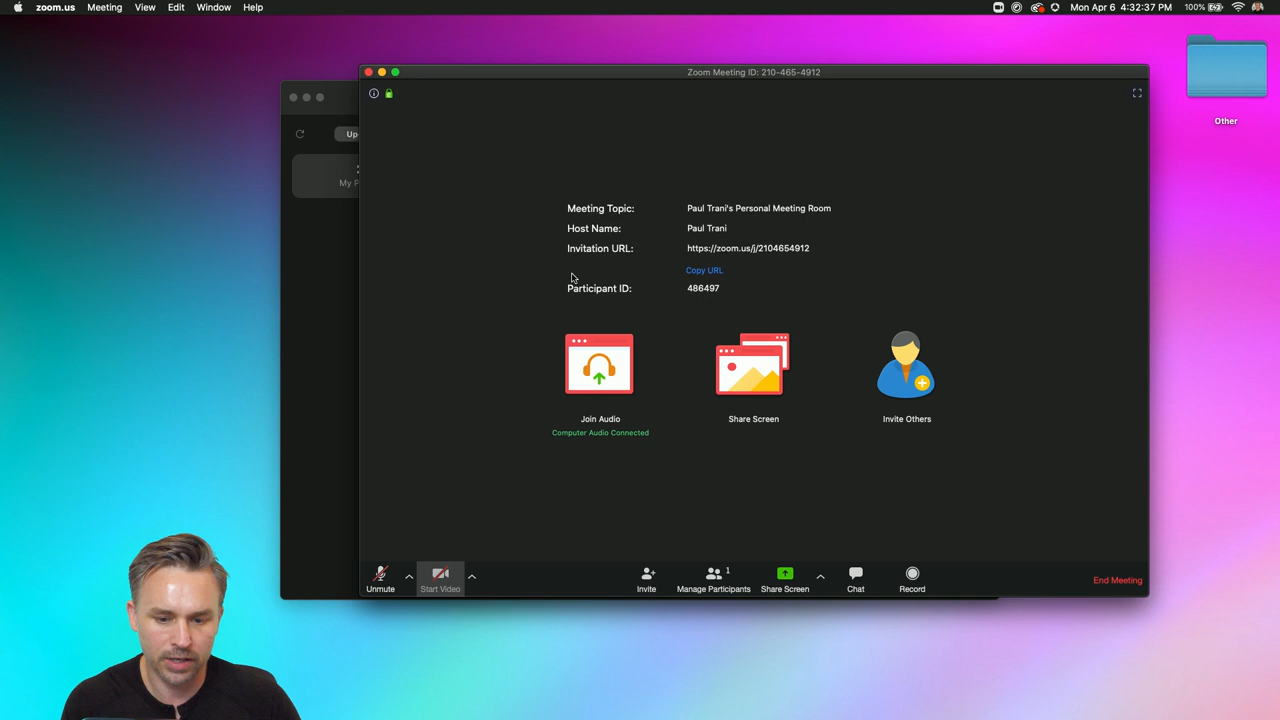 zoom.us Meeting View Edit Window Help Mon Apr 6 4:32:37 PM 100%
Zoom Meeting ID: 210-465-4912
Other
Up
My P
Meeting Topic: Paul Trani's Personal Meeting Room
Host Name: Paul Trani
Invitation URL: https://zoom.us/j/2104654912
Copy URL
Participant ID: 486497
Join Audio Share Screen Invite Others
Computer Audio Connected
1
Unmute Start Video Invite Manage Participants Share Screen Chat Record End Meeting